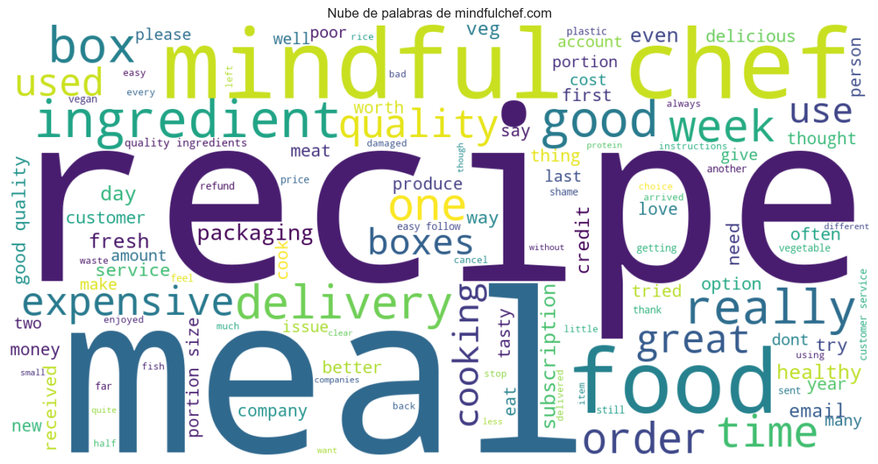 Nube de palabras de mindfulchef.com
box please well poor veg plastic rice account even delicious
used easy every left mindful bad chef portion cost first person
vegan ingredient worth quality say good week always use
quality ingredients meat damaged though thing protein instructions give another thought
good quality day recipe refund price produce one way last shame choice arrived love often different
customer fresh packaging cook boxes easy follow credit without getting need vegetable
amount waste service make feel cancel tried option
expensive delivery cooking tasty subscription little really thank customer service
two enjoyed much issue clear great dont try using
money small received far fish portion size better companies meal stop eat delivered food item still healthy sent year
new quite half company back less want order time email many